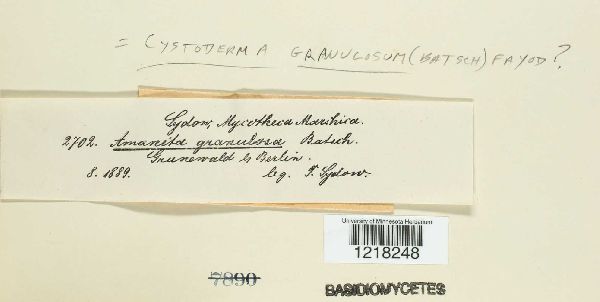 = CYSTODERMA GRANULOSUM (BATSCH) FAYOD?
Sydow, Mycotheca Marchica.
2702. Amaneta granulosa Batsch.
Grunewald b. Berlin.
8. 1889. leg. P. Sydow.
University of Minnesota Herbarium
1218248
7890
BASIDIOMYCETES